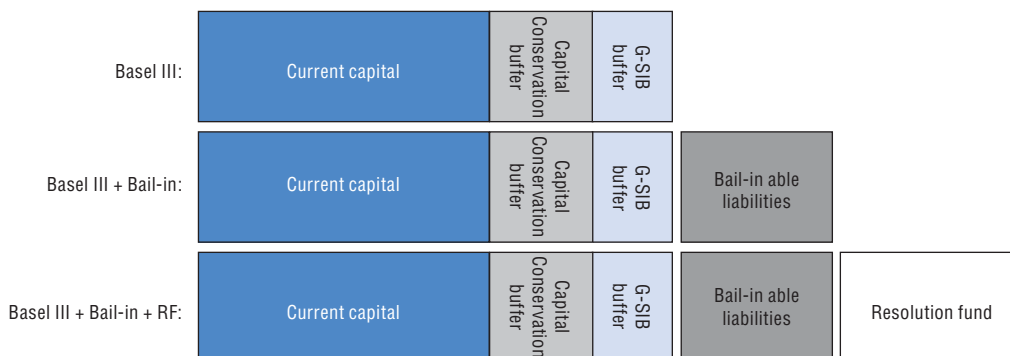 Basel III:
Current capital
Capital
Conservation
buffer
G-SIB
buffer
Basel III + Bail-in:
Current capital
Capital
Conservation
buffer
G-SIB
buffer
Bail-in able
liabilities
Basel III + Bail-in + RF:
Current capital
Capital
Conservation
buffer
G-SIB
buffer
Bail-in able
liabilities
Resolution fund